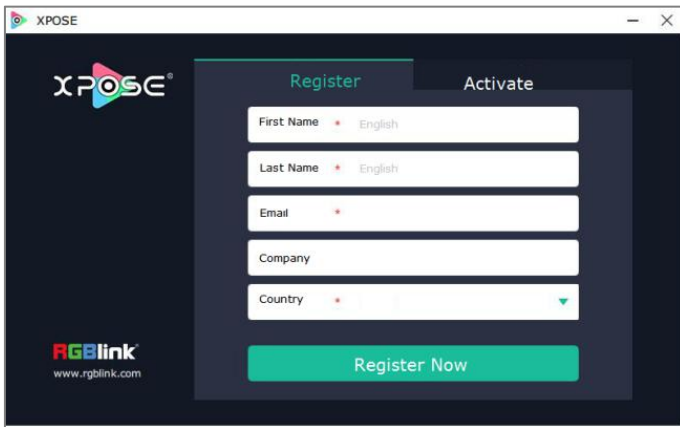 XPOSE
XPOSE®
Register
Activate
First Name * English
Last Name * English
Email *
Company
Country *
Register Now
RGBlink®
www.rgblink.com